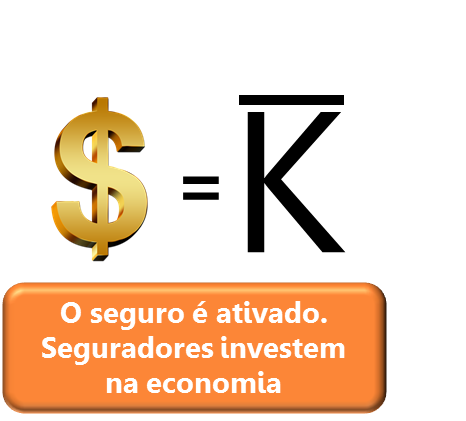 $ = K̅
O seguro é ativado.
Seguradores investem
na economia